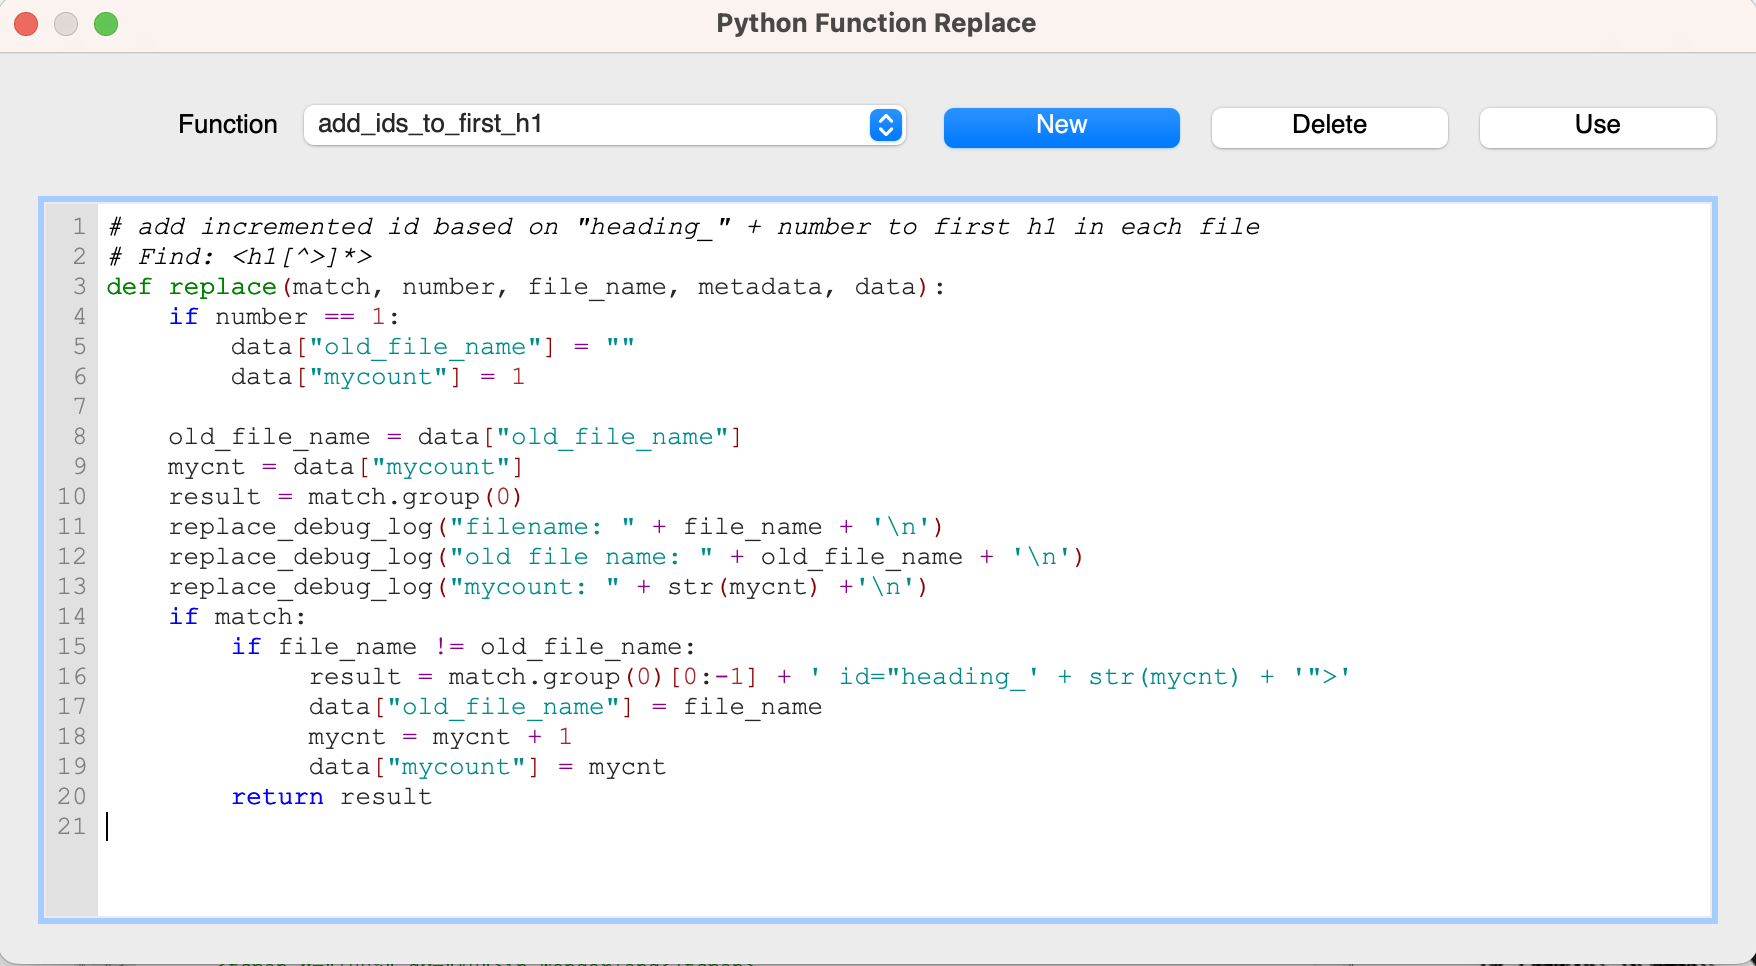 Python Function Replace
Function add_ids_to_first_h1 New Delete Use
1 # add incremented id based on "heading_" + number to first h1 in each file
2 # Find: <h1[^>]*>
3 def replace(match, number, file_name, metadata, data):
4     if number == 1:
5         data["old_file_name"] = ""
6         data["mycount"] = 1
7
8     old_file_name = data["old_file_name"]
9     mycnt = data["mycount"]
10     result = match.group(0)
11     replace_debug_log("filename: " + file_name + '\n')
12     replace_debug_log("old file name: " + old_file_name + '\n')
13     replace_debug_log("mycount: " + str(mycnt) +'\n')
14     if match:
15         if file_name != old_file_name:
16              result = match.group(0)[0:-1] + ' id="heading_' + str(mycnt) + '">'
17              data["old_file_name"] = file_name
18              mycnt = mycnt + 1
19              data["mycount"] = mycnt
20         return result
21